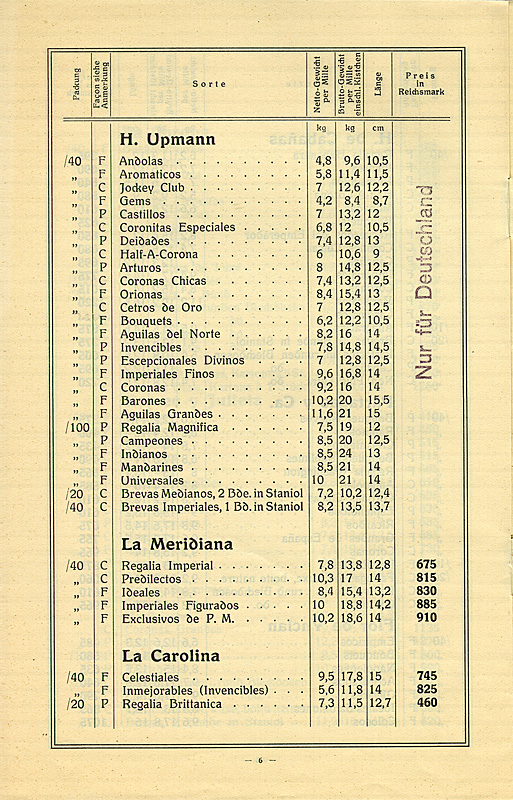 Packung Façon siehe Anmerkung Sorte Netto-Gewicht per Mille Brutto-Gewicht per Mille einschl. Kistchen Länge Preis in Reichsmark
kg kg cm
H. Upmann
/40 F Andolas 4,8 9,6 10,5
„ F Aromaticos 5,8 11,4 11,5
„ C Jockey Club 7 12,6 12,2
„ F Gems 4,2 8,4 8,7
„ P Castillos 7 13,2 12
„ C Coronitas Especiales 6,8 12 10,5
„ P Deidades 7,4 12,8 13
„ C Half-A-Corona 6 10,6 9
„ P Arturos 8 14,8 12,5
„ C Coronas Chicas 7,4 13,2 12,5
„ F Orionas 8,4 15,4 13
„ C Cetros de Oro 7 12,8 12,5
„ F Bouquets 6,2 12,2 10,5
„ F Aguilas del Norte 8,2 16 14
„ P Invencibles 7,8 14,8 14,5
„ P Escepcionales Divinos 7 12,8 12,5
„ F Imperiales Finos 9,6 16,8 14
„ C Coronas 9,2 16 14
„ F Barones 10,2 20 15,5
„ F Aguilas Grandes 11,6 21 15
/100 P Regalia Magnifica 7,5 19 12
„ P Campeones 8,5 20 12,5
„ F Indianos 8,5 24 13
„ F Mandarines 8,5 21 14
„ F Universales 10 21 14
/20 C Brevas Medianos, 2 Bde. in Staniol 7,2 10,2 12,4
/40 C Brevas Imperiales, 1 Bd. in Staniol 8,2 13,5 13,7
Nur für Deutschland
La Meridiana
/40 C Regalia Imperial 7,8 13,8 12,8 675
„ C Predilectos 10,3 17 14 815
„ F Ideales 8,4 15,4 13,2 830
„ F Imperiales Figurados 10 18,8 14,2 885
„ F Exclusivos de P. M. 10,2 18,6 14 910
La Carolina
/40 F Celestiales 9,5 17,8 15 745
„ F Inmejorables (Invencibles) 5,6 11,8 14 825
/20 P Regalia Brittanica 7,3 11,5 12,7 460
— 6 —